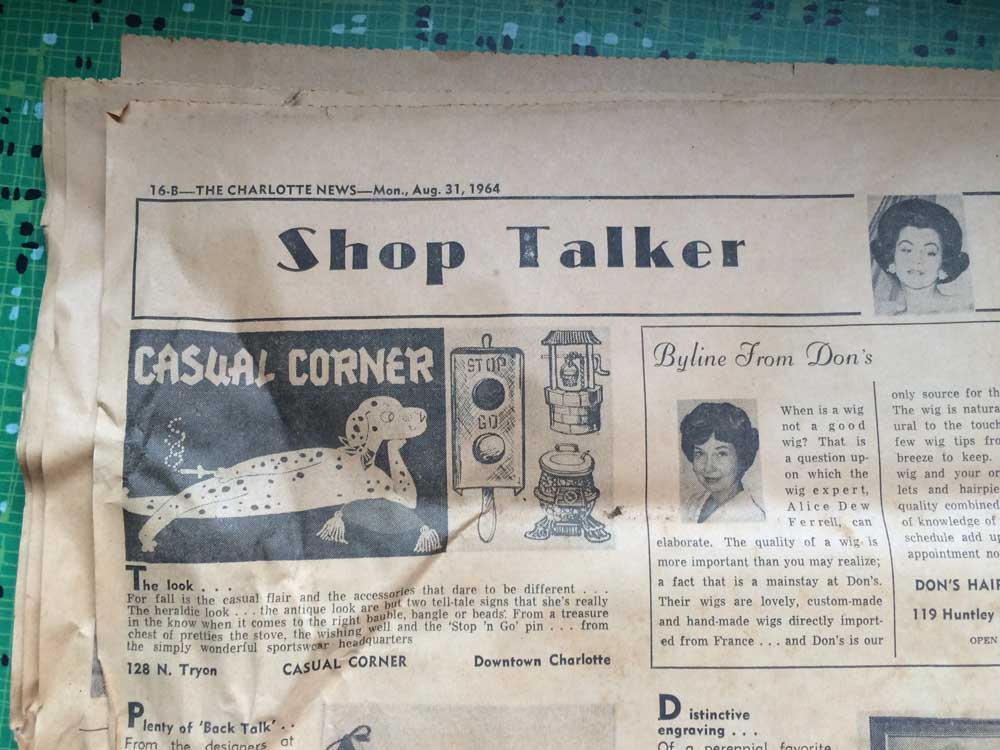 16-B—THE CHARLOTTE NEWS—Mon., Aug. 31, 1964
Shop Talker
CASUAL CORNER
STOP
GO
The look . . .
For fall is the casual flair and the accessories that dare to be different . . .
The heraldic look . . . the antique look are but two tell-tale signs that she's really
in the know when it comes to the right bauble, bangle or beads. From a treasure
chest of pretties the stove, the wishing well and the 'Stop 'n Go' pin . . . from
the simply wonderful sportswear headquarters
128 N. Tryon CASUAL CORNER Downtown Charlotte
Byline From Don's
When is a wig
not a good
wig? That is
a question up-
on which the
wig expert,
Alice Dew
Ferrell, can
elaborate. The quality of a wig is
more important than you may realize;
a fact that is a mainstay at Don's.
Their wigs are lovely, custom-made
and hand-made wigs directly import-
ed from France . . . and Don's is our
only source for th
The wig is natura
ural to the touch
few wig tips fro
breeze to keep.
wig and your or
lets and hairpie
quality combined
of knowledge of
schedule add up
appointment no
DON'S HAIR
119 Huntley
OPEN
Plenty of 'Back Talk' . .
From the designers at
Distinctive
engraving . . .
Of a perennial favorite